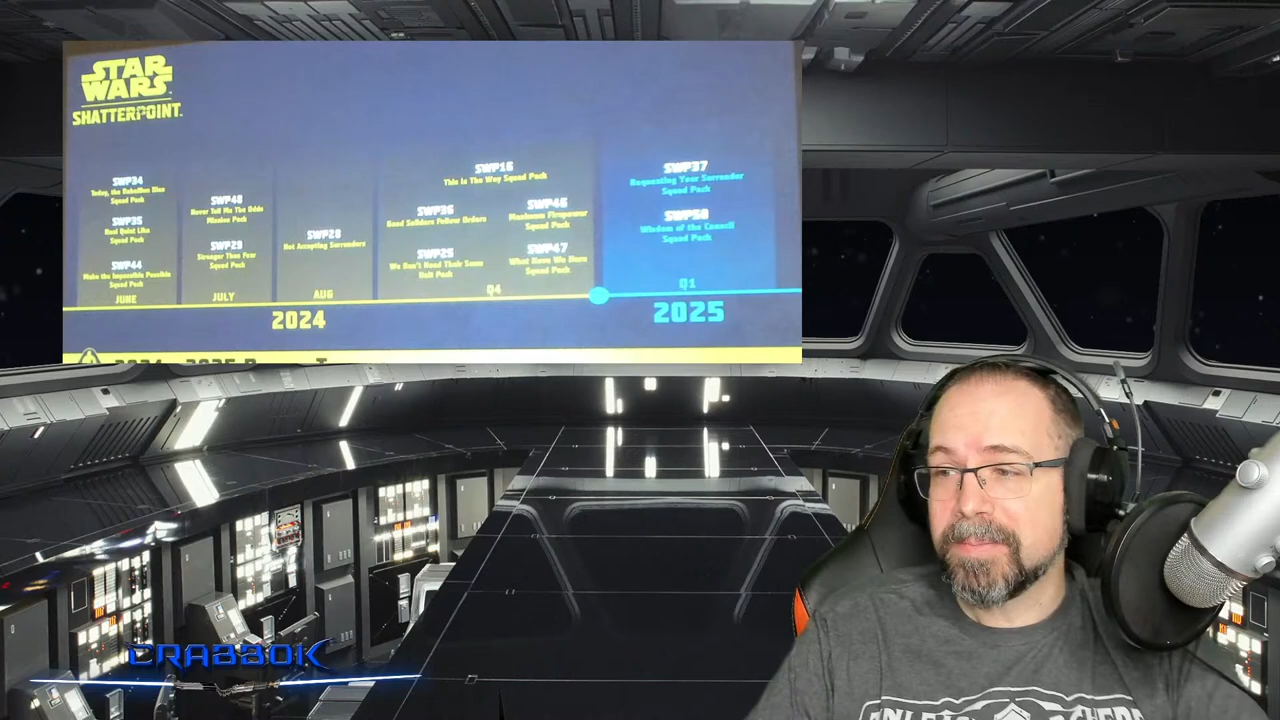 STAR
WARS
SHATTERPOINT
SWP34
Today, the Rebellion Dies
Squad Pack
SWP35
Real Quiet Like
Squad Pack
SWP44
Make the Impossible Possible
Squad Pack
JUNE
SWP48
Never Tell Me The Odds
Mission Pack
SWP29
Stronger Than Fear
Squad Pack
JULY
SWP28
Not Accepting Surrenders
AUG
SWP16
This Is The Way Squad Pack
SWP36
Good Soldiers Follow Orders
SWP25
We Don't Need Their
Pack
SWP46
Maximum Firepower
Squad Pack
SWP47
What Have We Here
Squad Pack
Q4
2024
SWP37
Requesting Your Surrender
Squad Pack
SWP50
Wisdom of the Council
Squad Pack
Q1
2025
2024 - 2025
CRABBOK